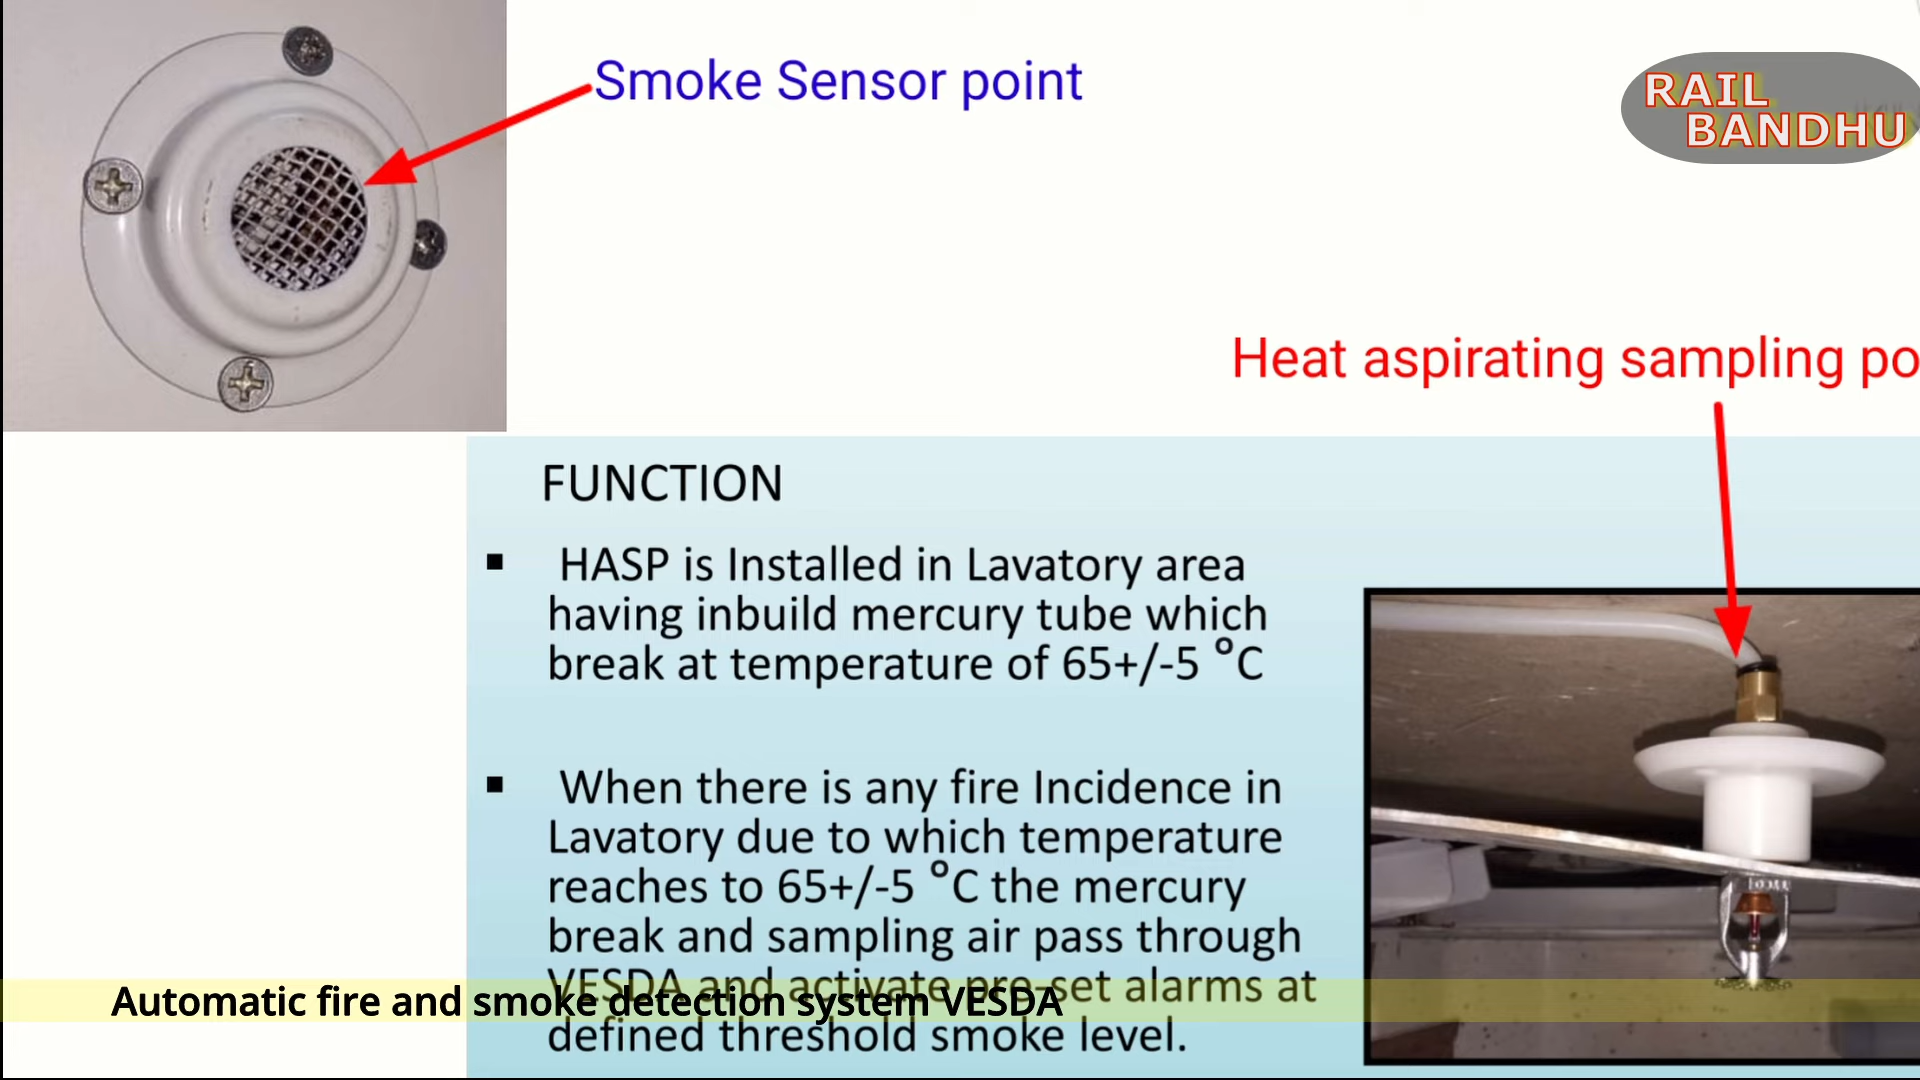 Smoke Sensor point
RAIL
BANDHU
Heat aspirating sampling po
FUNCTION
▪ HASP is Installed in Lavatory area
having inbuild mercury tube which
break at temperature of 65+/-5 °C
▪ When there is any fire Incidence in
Lavatory due to which temperature
reaches to 65+/-5 °C the mercury
break and sampling air pass through
VESDA and activate pre-set alarms at
defined threshold smoke level.
Automatic fire and smoke detection system VESDA